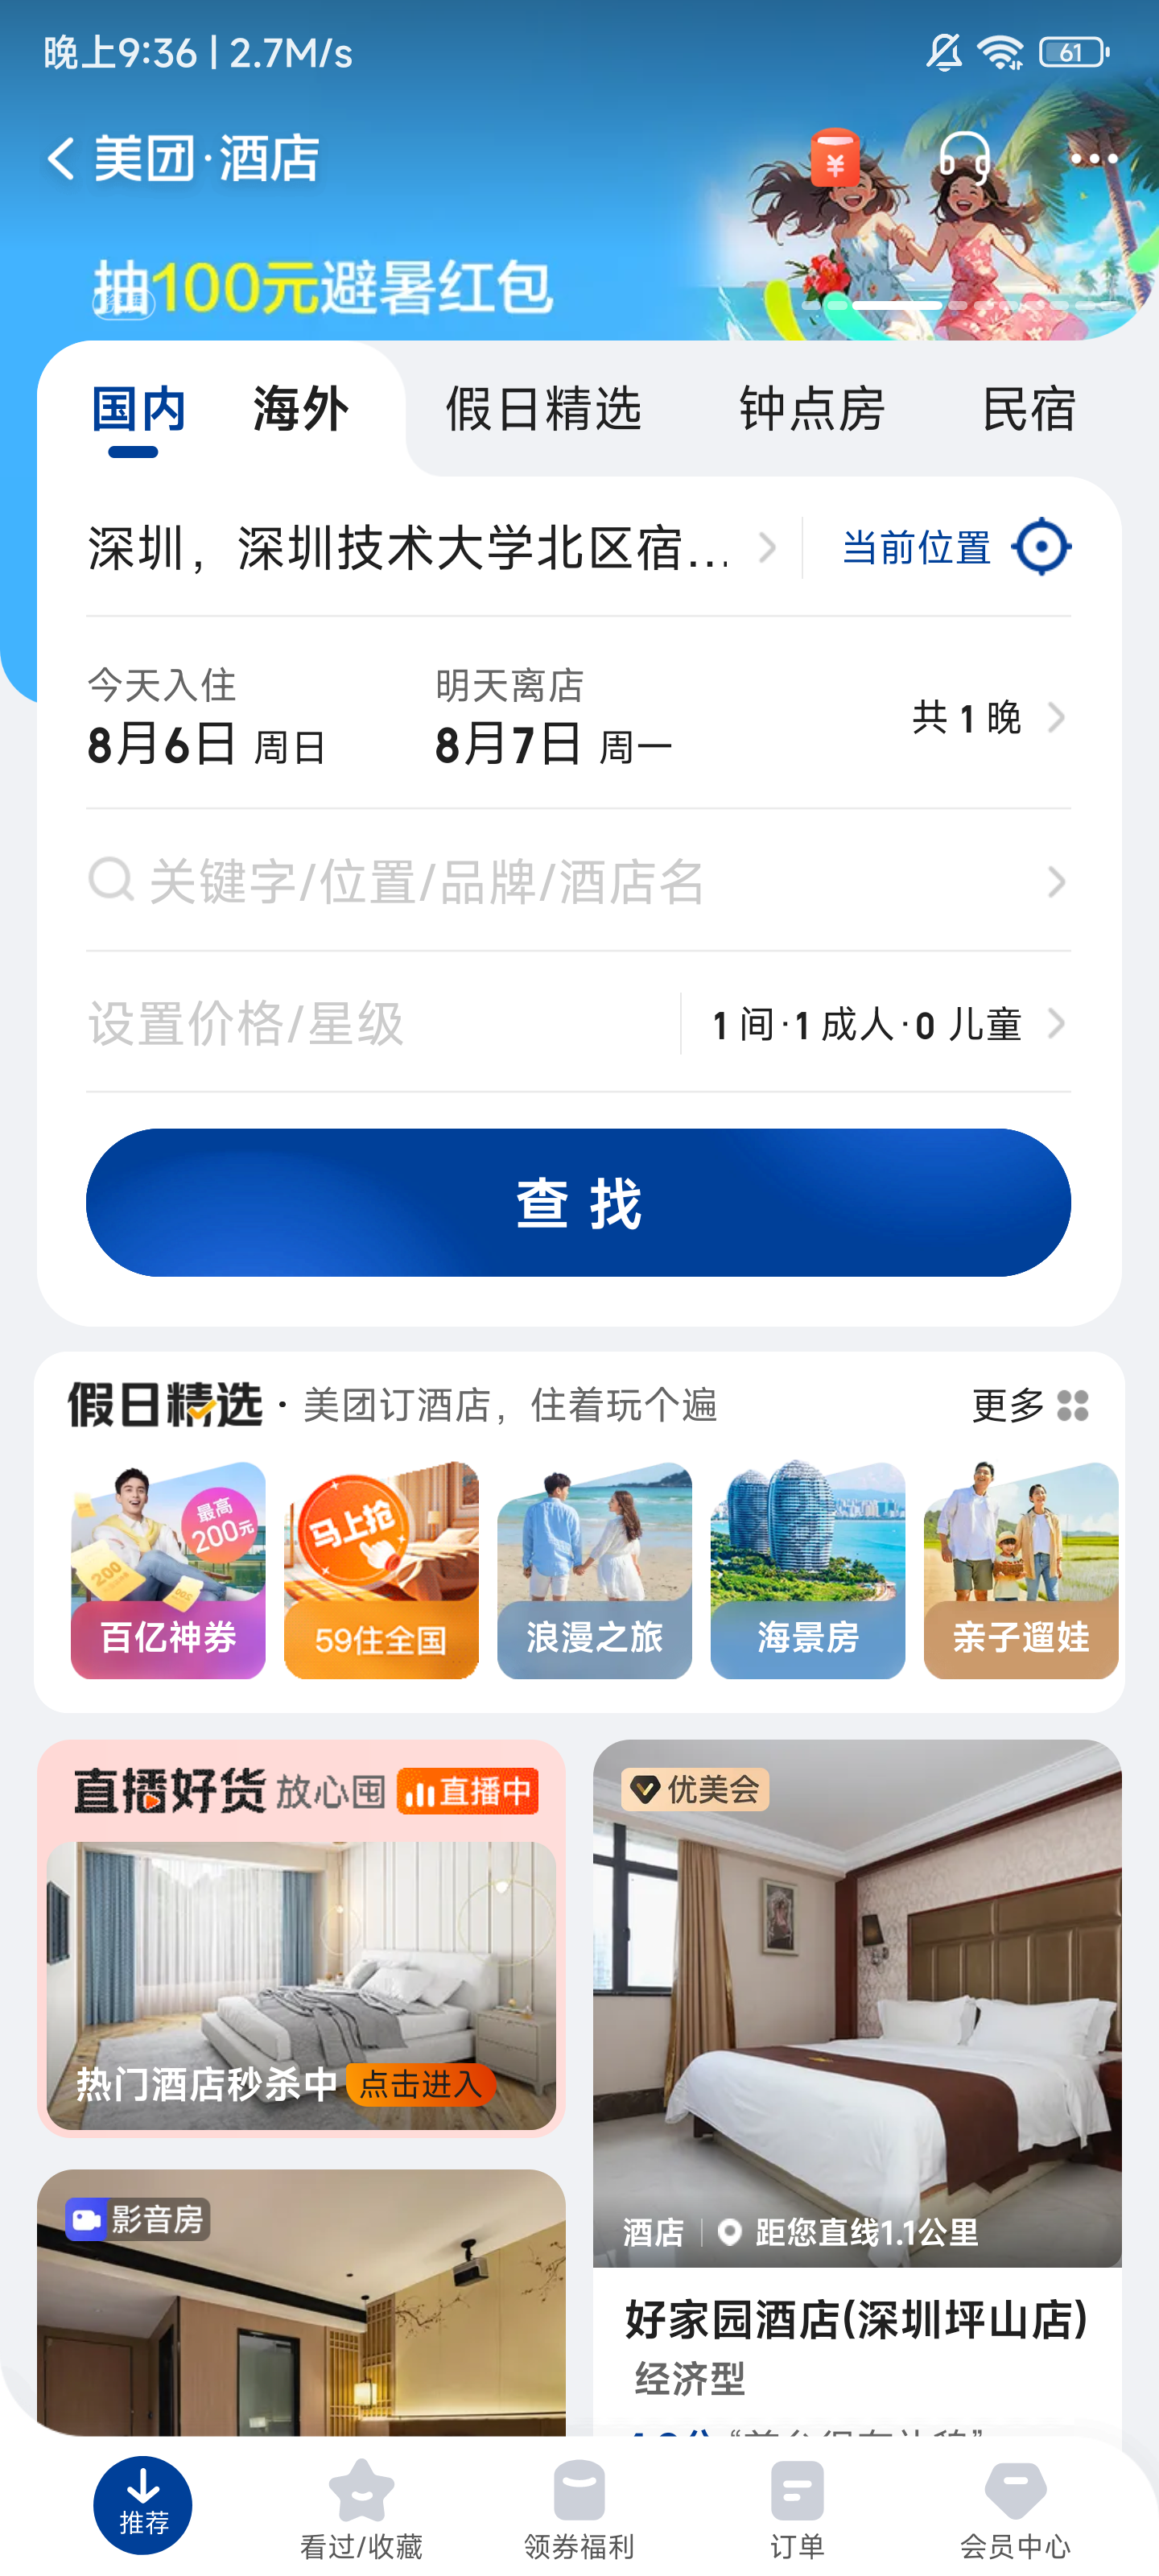 晚上9:36 | 2.7M/s
61
美团·酒店
抽100元避暑红包
国内 海外 假日精选 钟点房 民宿
深圳，深圳技术大学北区宿... 当前位置
今天入住 明天离店
8月6日 周日 8月7日 周一 共 1 晚
关键字/位置/品牌/酒店名
设置价格/星级 1 间·1 成人·0 儿童
查 找
假日精选 · 美团订酒店，住着玩个遍 更多
最高
200元
200
马上抢
百亿神券 59住全国 浪漫之旅 海景房 亲子遛娃
直播好货 放心囤 直播中
热门酒店秒杀中 点击进入
影音房
优美会
酒店 距您直线1.1公里
好家园酒店(深圳坪山店)
经济型
推荐 看过/收藏 领券福利 订单 会员中心